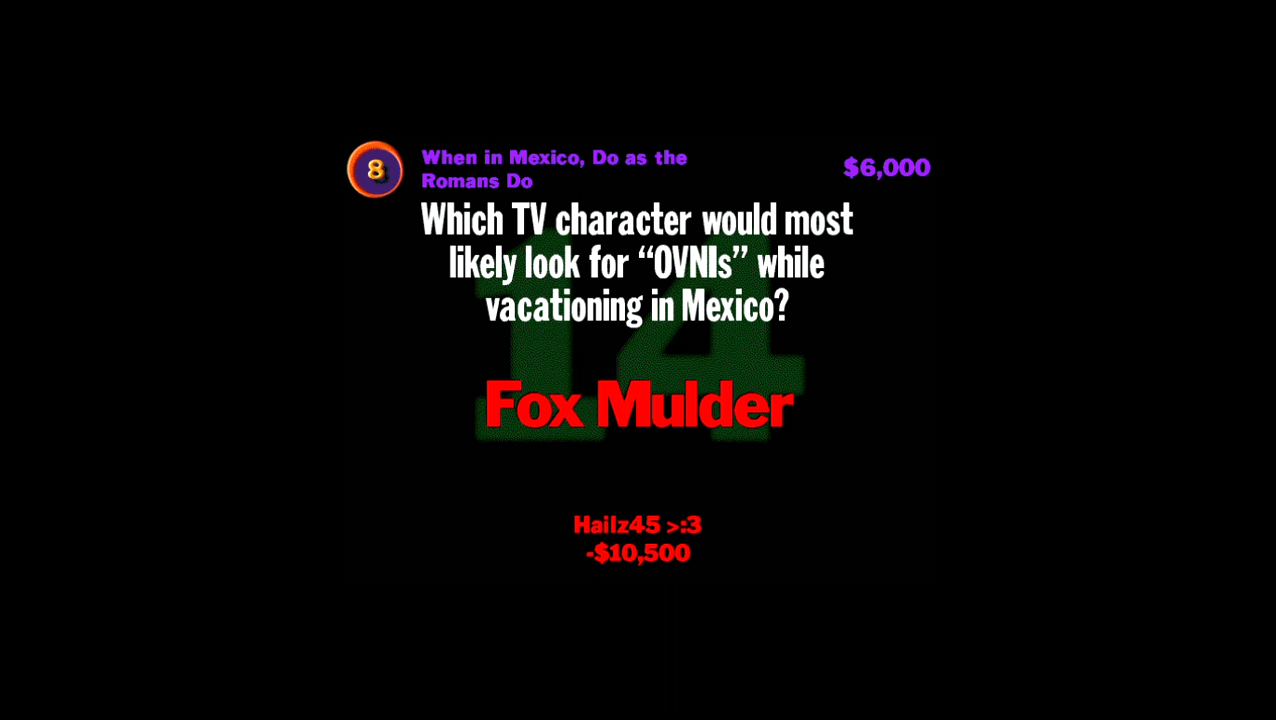 8
When in Mexico, Do as the
Romans Do
$6,000
Which TV character would most
likely look for “OVNIs” while
vacationing in Mexico?
14
Fox Mulder
Hailz45 >:3
-$10,500